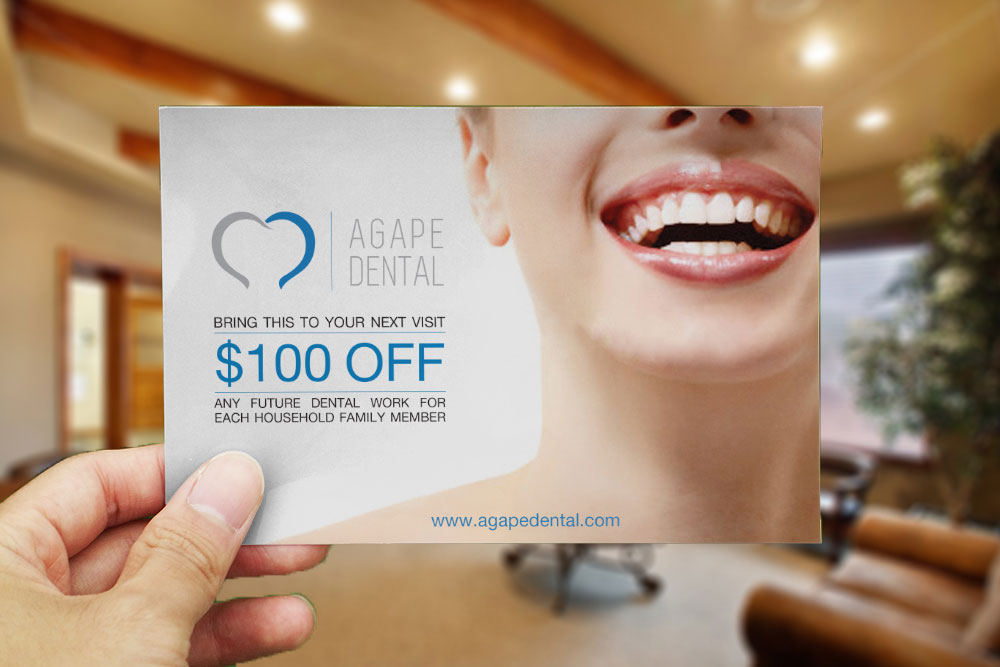 AGAPE
DENTAL
BRING THIS TO YOUR NEXT VISIT
$100 OFF
ANY FUTURE DENTAL WORK FOR
EACH HOUSEHOLD FAMILY MEMBER
www.agapedental.com